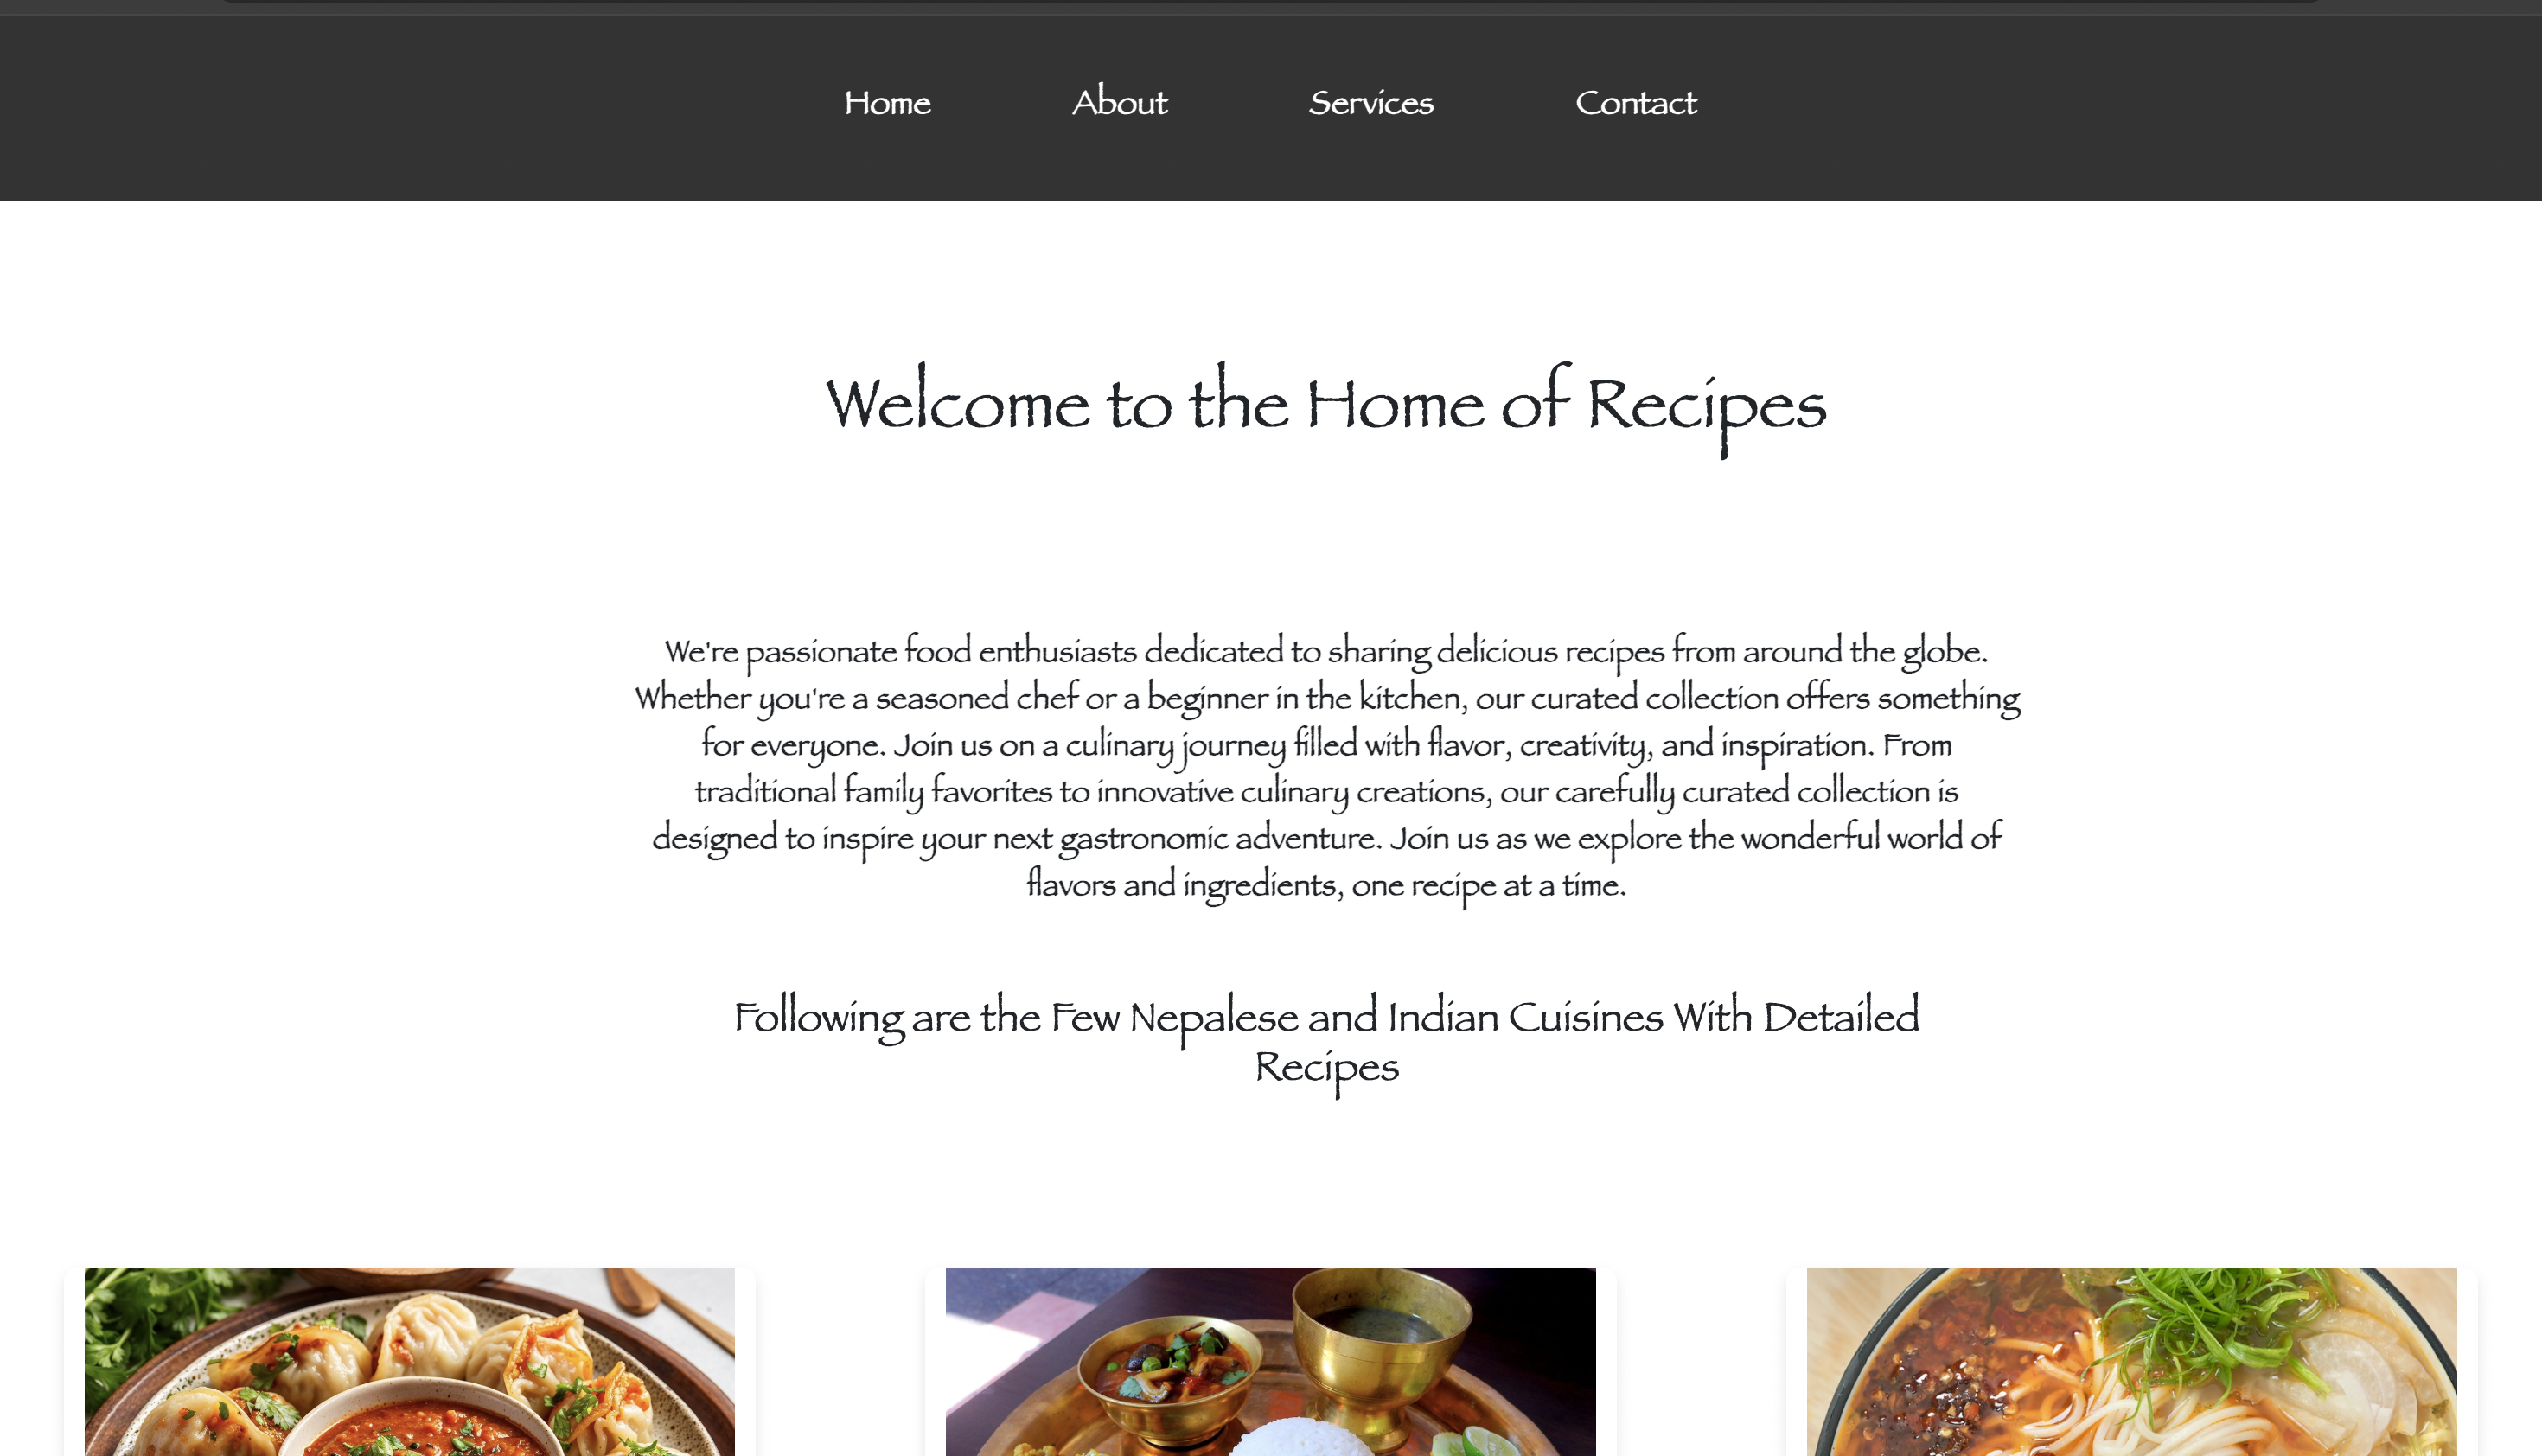 Home About Services Contact
Welcome to the Home of Recipes
We're passionate food enthusiasts dedicated to sharing delicious recipes from around the globe.
Whether you're a seasoned chef or a beginner in the kitchen, our curated collection offers something
for everyone. Join us on a culinary journey filled with flavor, creativity, and inspiration. From
traditional family favorites to innovative culinary creations, our carefully curated collection is
designed to inspire your next gastronomic adventure. Join us as we explore the wonderful world of
flavors and ingredients, one recipe at a time.
Following are the Few Nepalese and Indian Cuisines With Detailed
Recipes